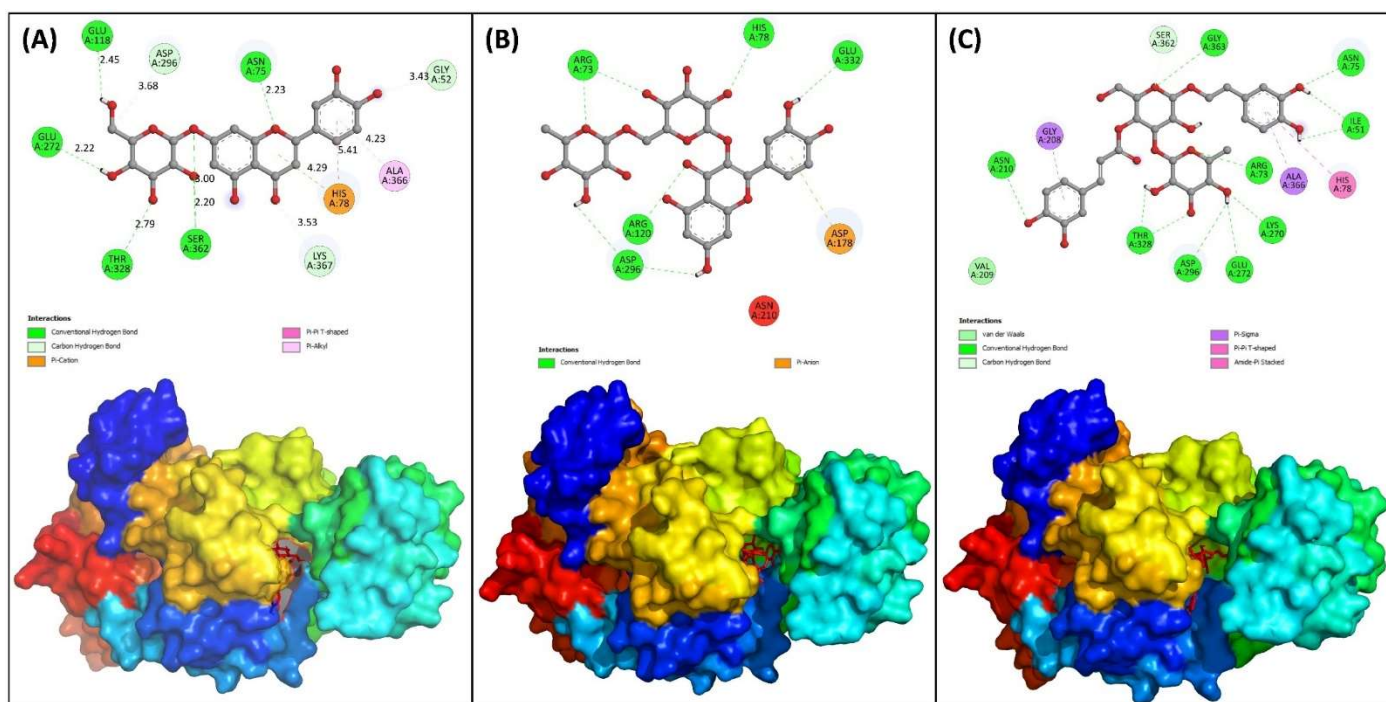 (A)
GLU
A:118
2.45
ASP
A:296
3.68
ASN
A:75
2.23
3.43
GLY
A:52
GLU
A:272
2.22
4.23
5.41
4.29
ALA
A:366
3.00
HIS
A:78
2.20
2.79
3.53
SER
A:362
THR
A:328
LYS
A:367
Interactions
Conventional Hydrogen Bond
Carbon Hydrogen Bond
Pi-Cation
Pi-Pi T-shaped
Pi-Alkyl
(B)
HIS
A:78
ARG
A:73
GLU
A:332
ARG
A:120
ASP
A:296
ASP
A:178
ASN
A:210
Interactions
Conventional Hydrogen Bond
Pi-Anion
(C)
SER
A:362
GLY
A:363
ASN
A:75
GLY
A:208
ILE
A:51
ASN
A:210
ARG
A:73
ALA
A:366
HIS
A:78
THR
A:328
LYS
A:270
VAL
A:209
ASP
A:296
GLU
A:272
Interactions
van der Waals
Conventional Hydrogen Bond
Carbon Hydrogen Bond
Pi-Sigma
Pi-Pi T-shaped
Amide-Pi Stacked